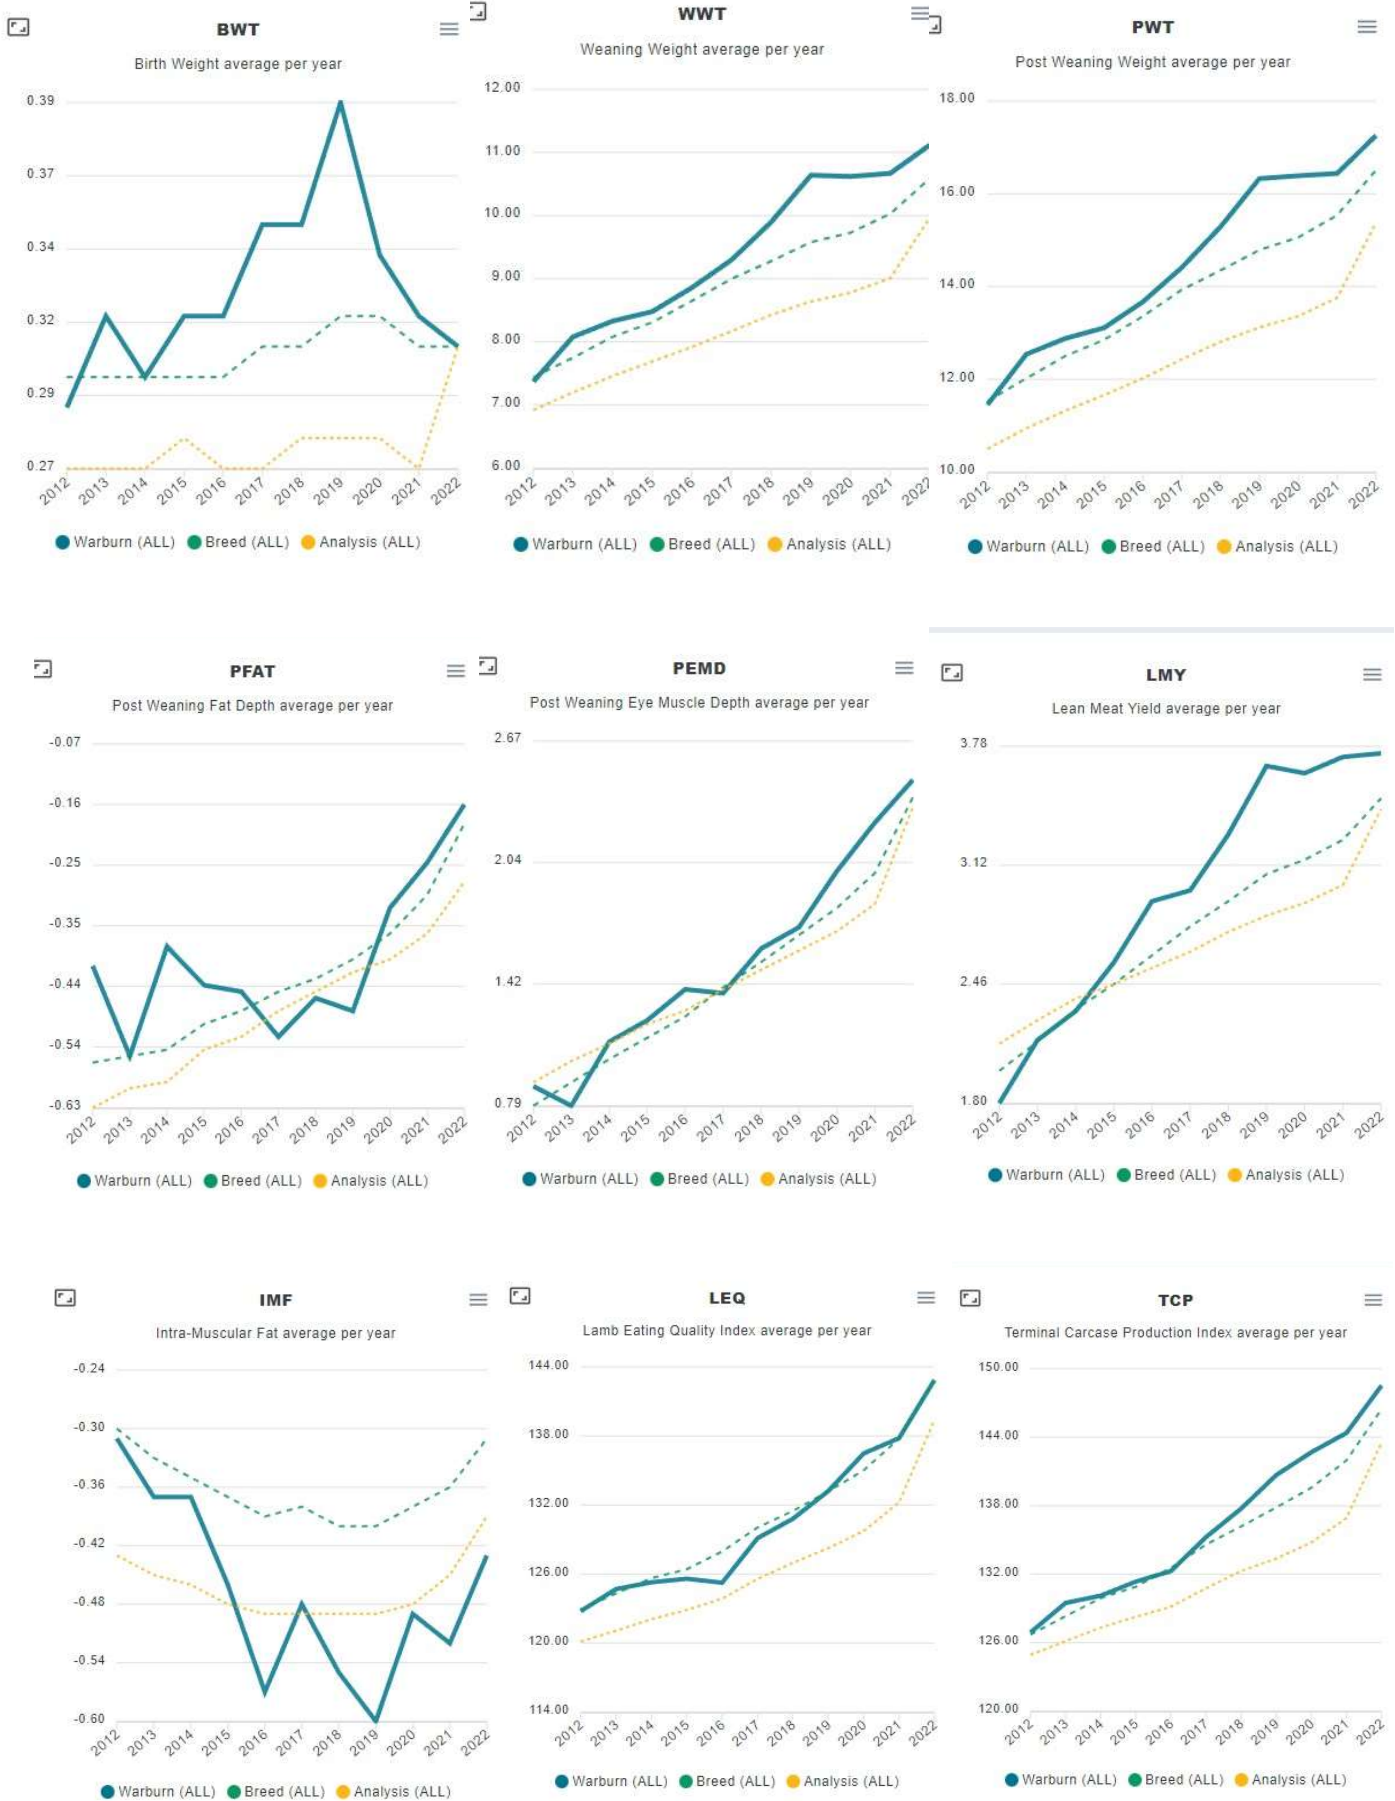 BWT
Birth Weight average per year
0.39
0.37
0.34
0.32
0.29
0.27
2012 2013 2014 2015 2016 2017 2018 2019 2020 2021 2022
Warburn (ALL) Breed (ALL) Analysis (ALL)
WWT
Weaning Weight average per year
12.00
11.00
10.00
9.00
8.00
7.00
6.00
2012 2013 2014 2015 2016 2017 2018 2019 2020 2021 2022
Warburn (ALL) Breed (ALL) Analysis (ALL)
PWT
Post Weaning Weight average per year
18.00
16.00
14.00
12.00
10.00
2012 2013 2014 2015 2016 2017 2018 2019 2020 2021 2022
Warburn (ALL) Breed (ALL) Analysis (ALL)
PFAT
Post Weaning Fat Depth average per year
-0.07
-0.16
-0.25
-0.35
-0.44
-0.54
-0.63
2012 2013 2014 2015 2016 2017 2018 2019 2020 2021 2022
Warburn (ALL) Breed (ALL) Analysis (ALL)
PEMD
Post Weaning Eye Muscle Depth average per year
2.67
2.04
1.42
0.79
2012 2013 2014 2015 2016 2017 2018 2019 2020 2021 2022
Warburn (ALL) Breed (ALL) Analysis (ALL)
LMY
Lean Meat Yield average per year
3.78
3.12
2.46
1.80
2012 2013 2014 2015 2016 2017 2018 2019 2020 2021 2022
Warburn (ALL) Breed (ALL) Analysis (ALL)
IMF
Intra-Muscular Fat average per year
-0.24
-0.30
-0.36
-0.42
-0.48
-0.54
-0.60
2012 2013 2014 2015 2016 2017 2018 2019 2020 2021 2022
Warburn (ALL) Breed (ALL) Analysis (ALL)
LEQ
Lamb Eating Quality Index average per year
144.00
138.00
132.00
126.00
120.00
114.00
2012 2013 2014 2015 2016 2017 2018 2019 2020 2021 2022
Warburn (ALL) Breed (ALL) Analysis (ALL)
TCP
Terminal Carcase Production Index average per year
150.00
144.00
138.00
132.00
126.00
120.00
2012 2013 2014 2015 2016 2017 2018 2019 2020 2021 2022
Warburn (ALL) Breed (ALL) Analysis (ALL)